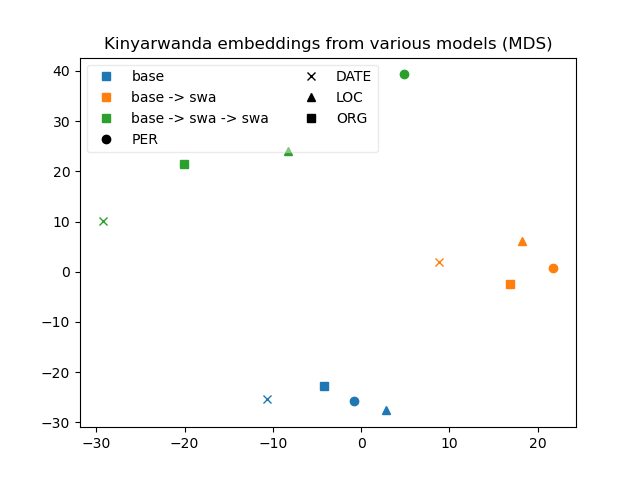 Kinyarwanda embeddings from various models (MDS)
base
base -> swa
base -> swa -> swa
PER
DATE
LOC
ORG
40
30
20
10
0
−10
−20
−30
−30
−20
−10
0
10
20